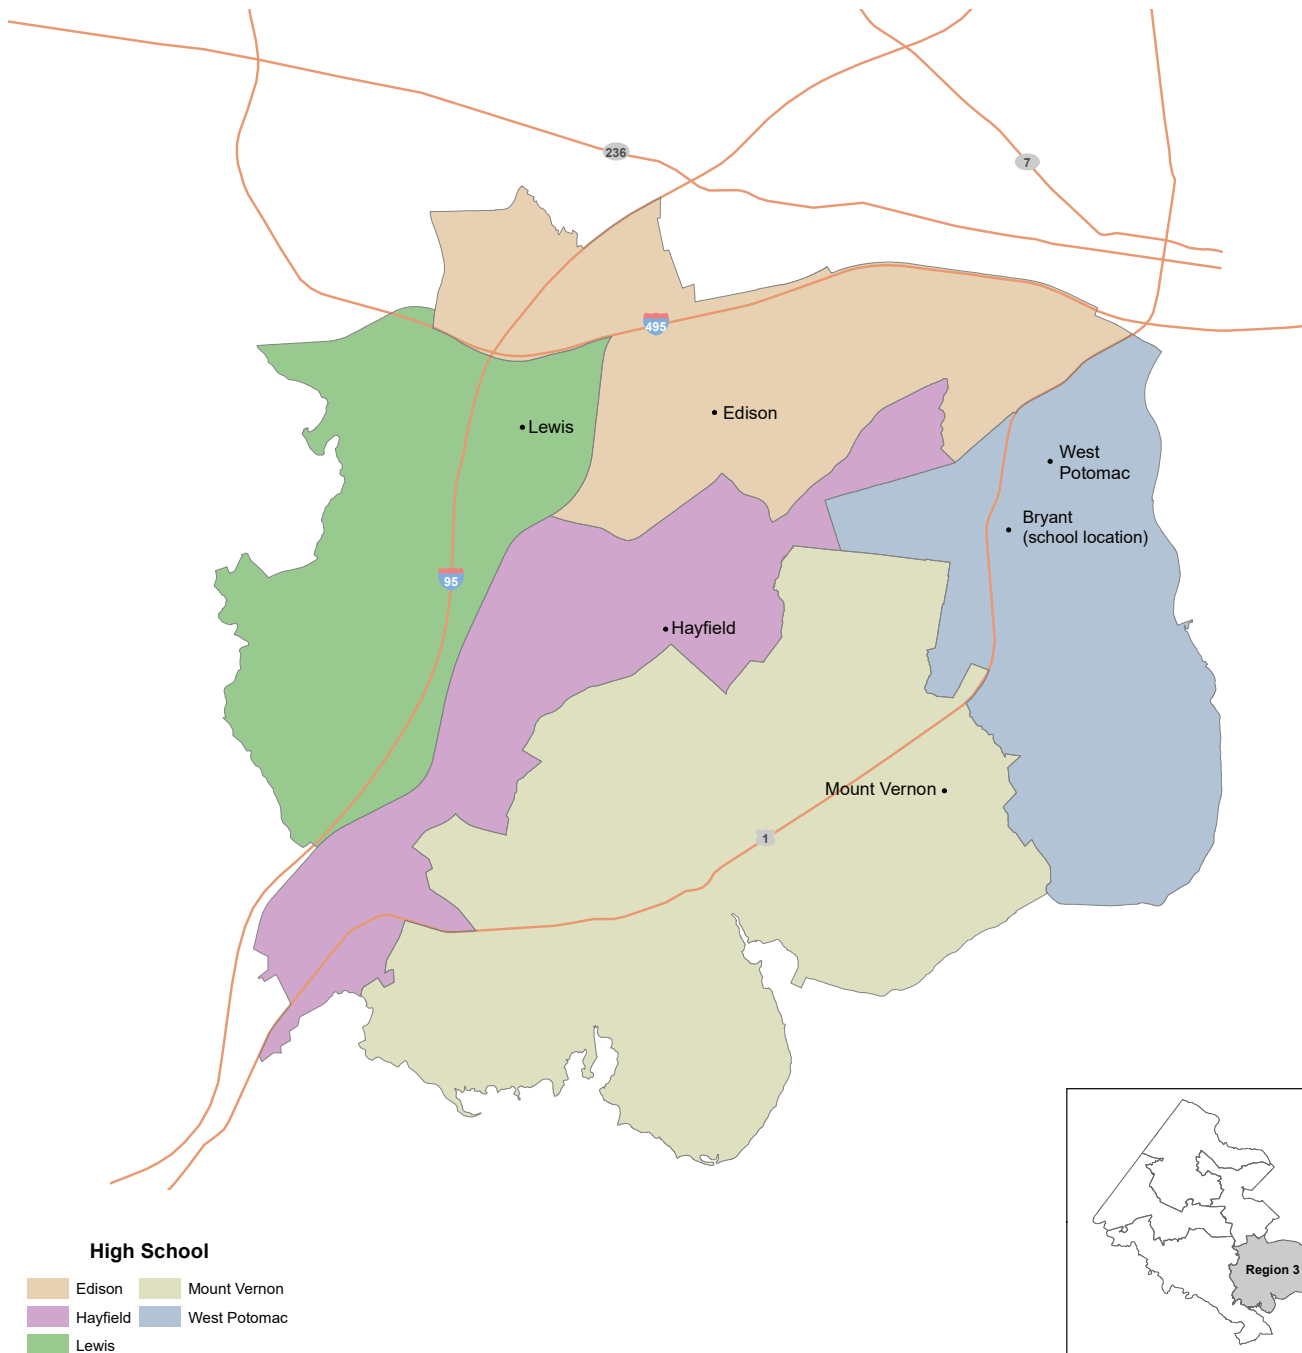 236
7
495
Edison
Lewis
West
Potomac
Bryant
(school location)
95
Hayfield
Mount Vernon
1
Region 3
High School
Edison
Mount Vernon
Hayfield
West Potomac
Lewis